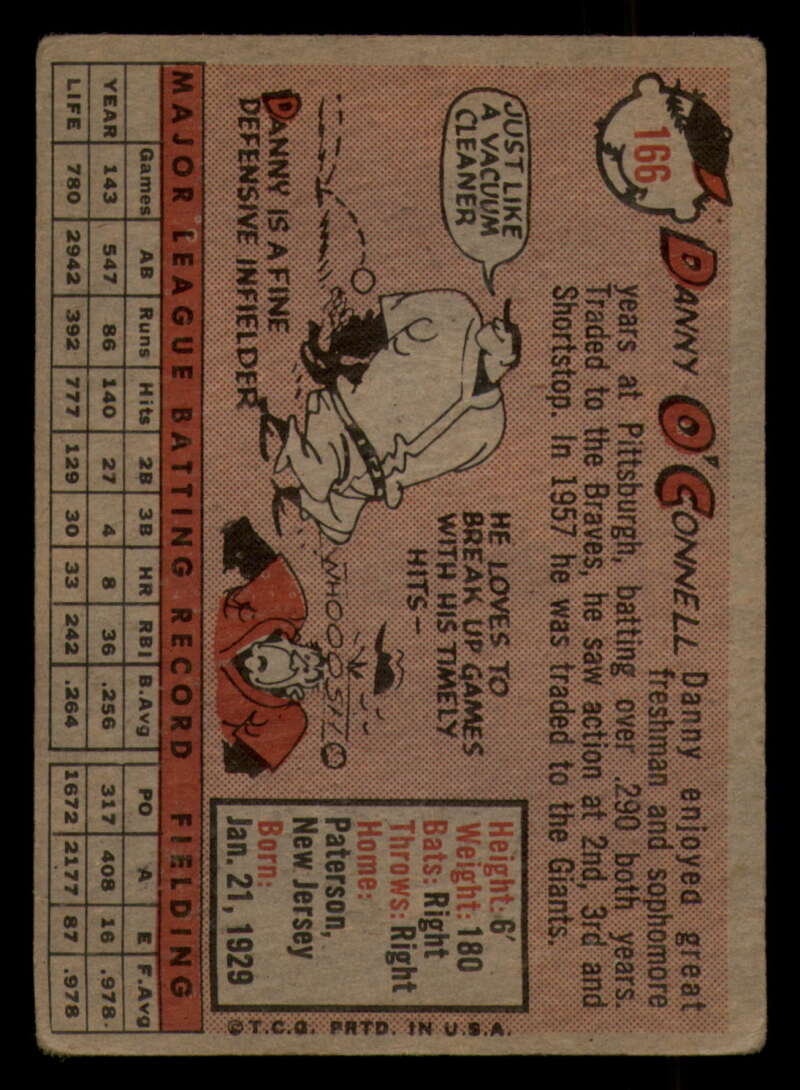 166
DANNY O'CONNELL
Danny enjoyed great
freshman and sophomore
years at Pittsburgh, batting over .290 both years.
Traded to the Braves, he saw action at 2nd, 3rd and
Shortstop. In 1957 he was traded to the Giants.
JUST LIKE
A VACUUM
CLEANER
DANNY IS A FINE
DEFENSIVE INFIELDER
HE LOVES TO
BREAK UP GAMES
WITH HIS TIMELY
HITS—
WHOOOSH
Height: 6'
Weight: 180
Bats: Right
Throws: Right
Home:
Paterson,
New Jersey
Born:
Jan. 21, 1929
©T.C.G. PRTD. IN U.S.A.
MAJOR LEAGUE BATTING RECORD FIELDING
Games AB Runs Hits 2B 3B HR RBI B.Avg PO A E F.Avg
YEAR 143 547 86 140 27 4 8 36 .256 317 408 16 .978
LIFE 780 2942 392 777 129 30 33 242 .264 1672 2177 87 .978